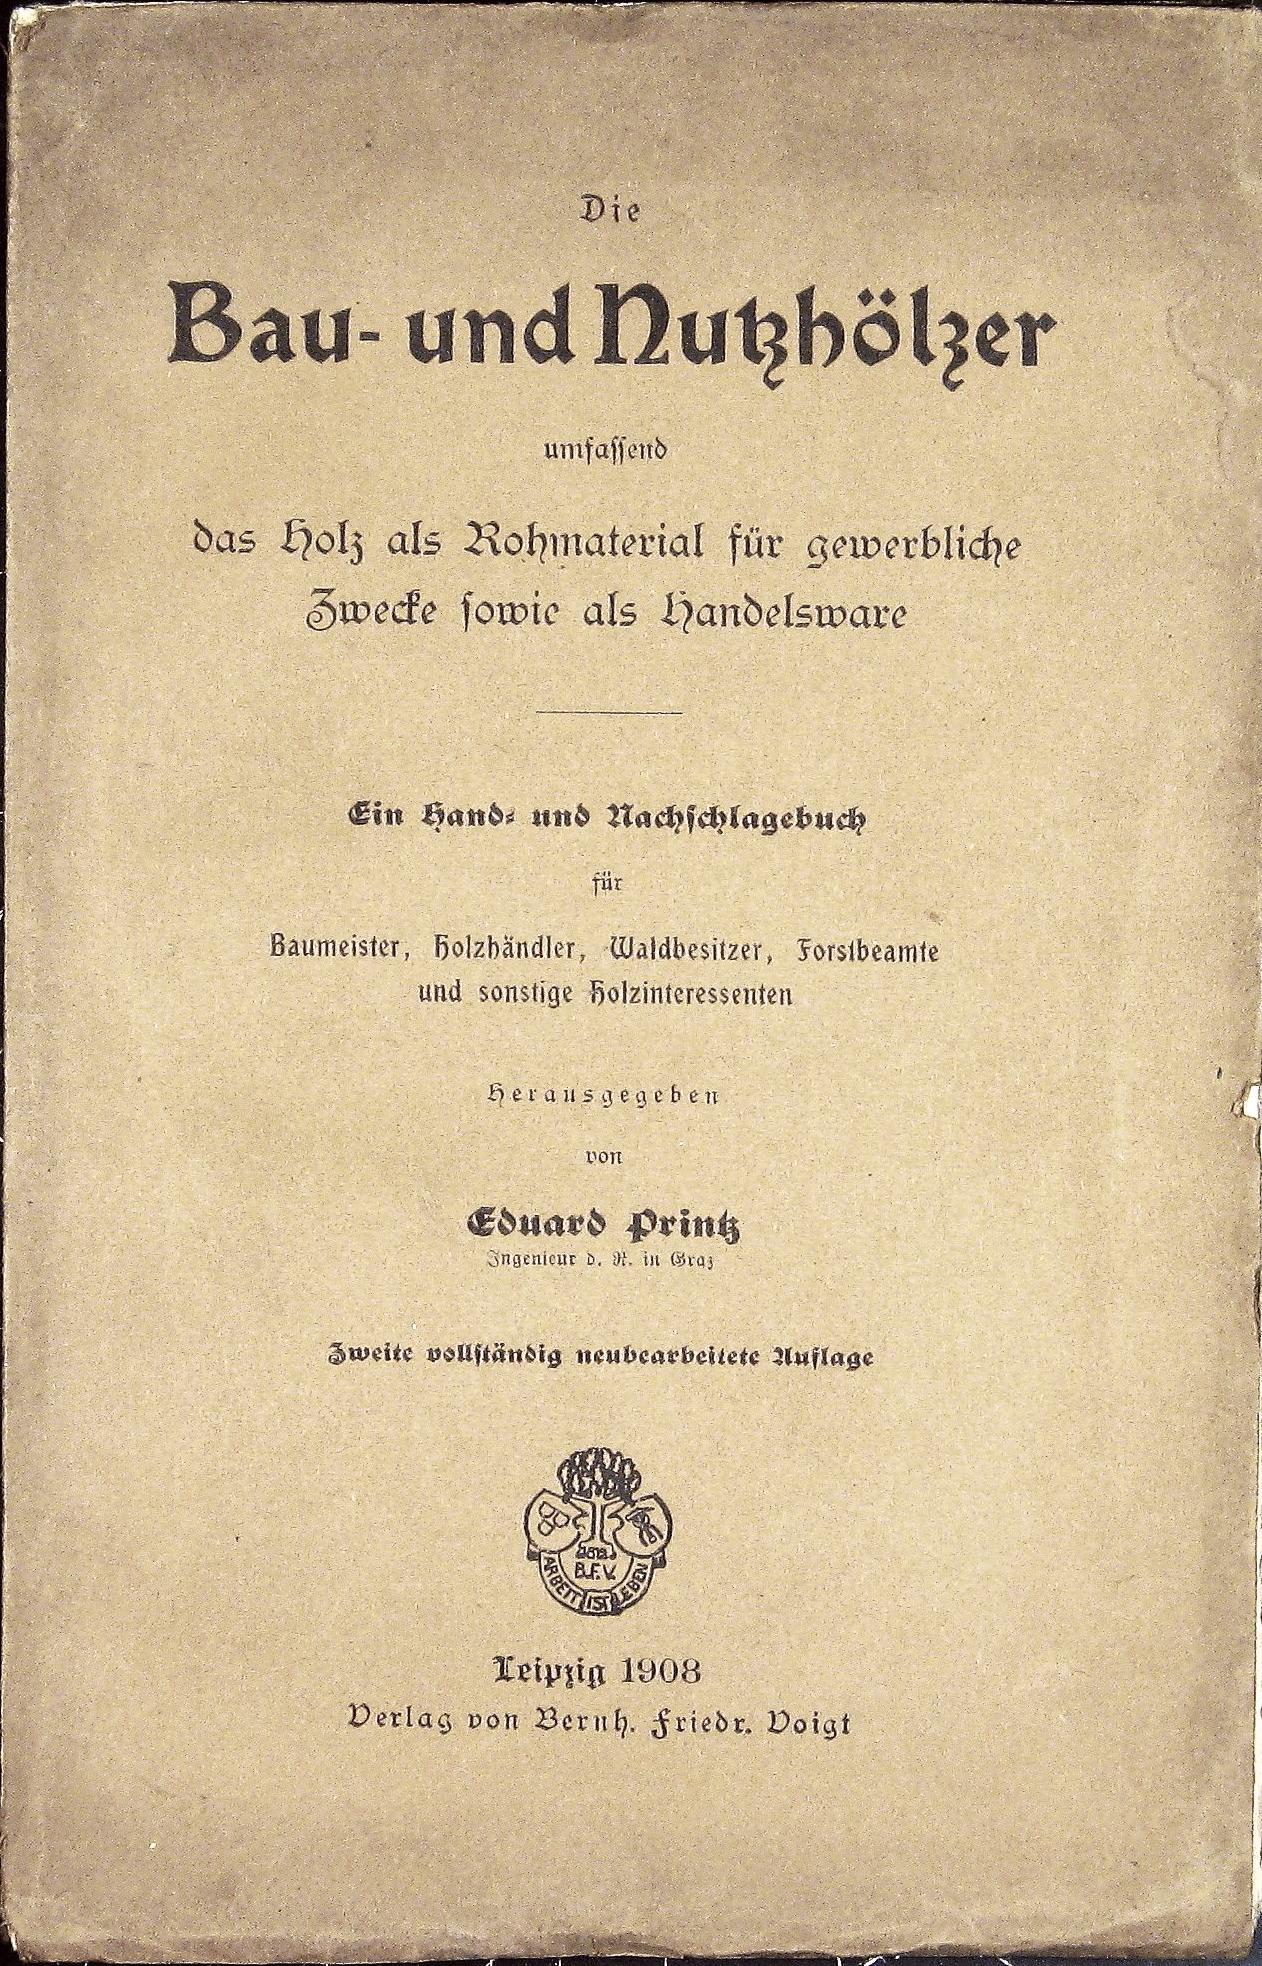 Die
Bau- und Nutzhölzer
umfassend
das Holz als Rohmaterial für gewerbliche
Zwecke sowie als Handelsware
Ein Hand- und Nachschlagebuch
für
Baumeister, Holzhändler, Waldbesitzer, Forstbeamte
und sonstige Holzinteressenten
Herausgegeben
von
Eduard Printz
Ingenieur d. R. in Graz
Zweite vollständig neubearbeitete Auflage
1812
B.F.V.
ARBEIT IST LEBEN
Leipzig 1908
Verlag von Bernh. Friedr. Voigt